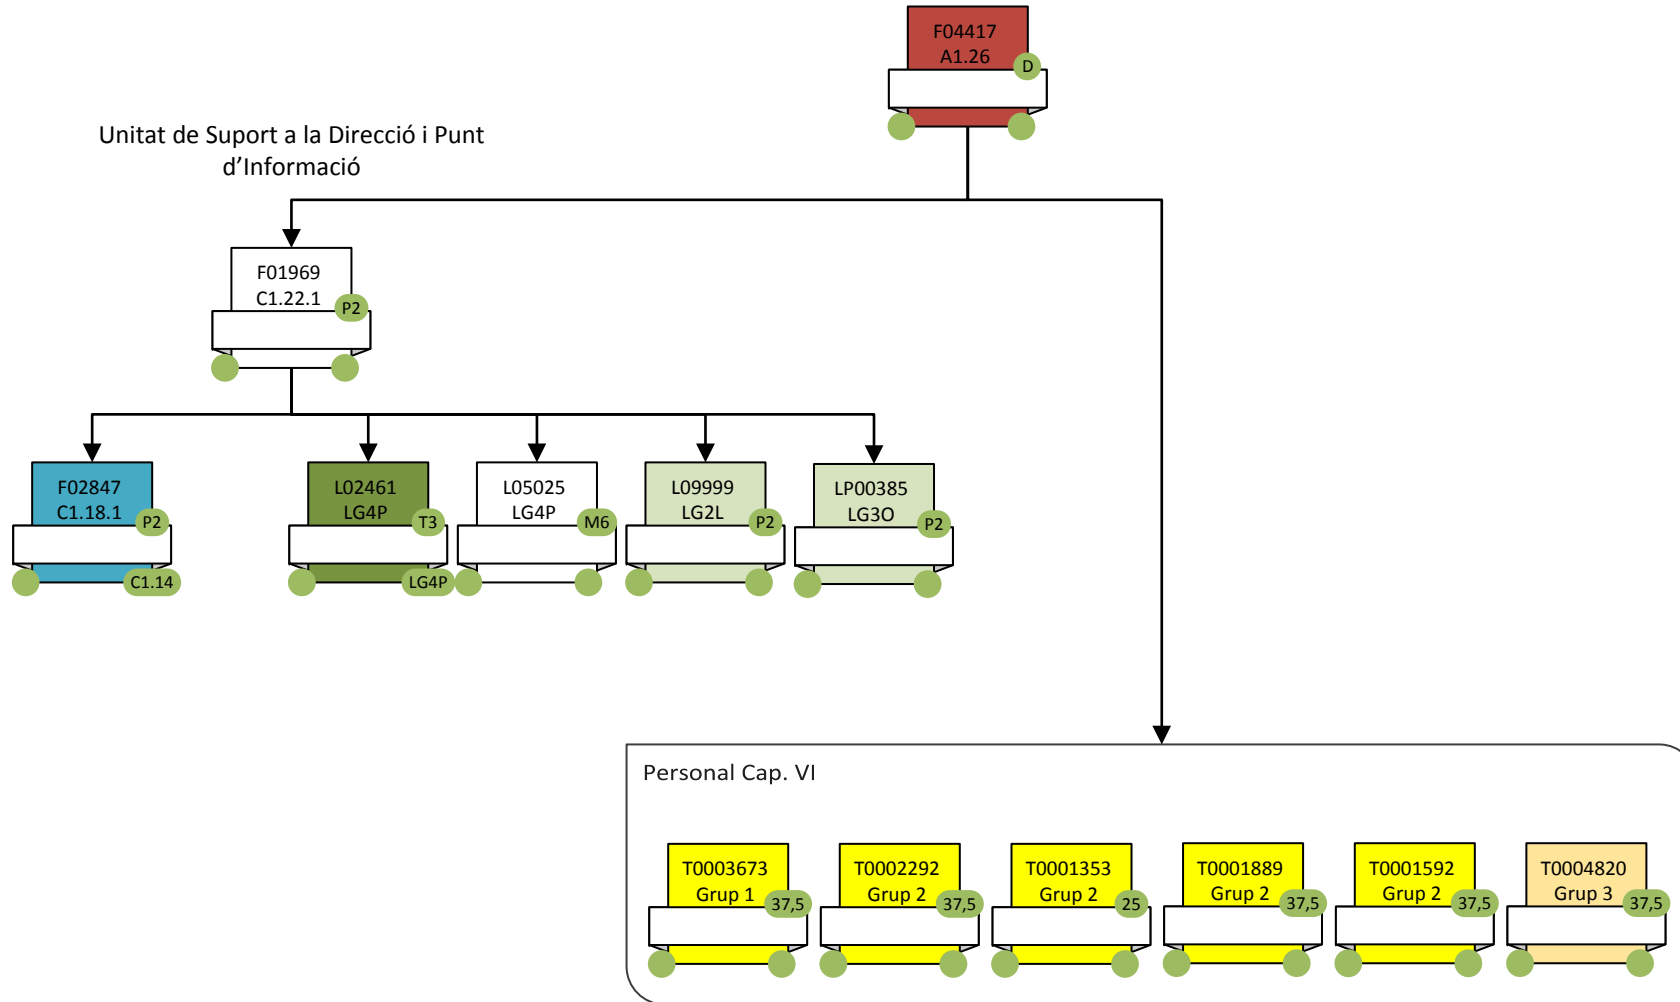 F04417
A1.26
D
Unitat de Suport a la Direcció i Punt
d'Informació
F01969
C1.22.1
P2
F02847
C1.18.1
P2
C1.14
L02461
LG4P
T3
LG4P
L05025
LG4P
M6
L09999
LG2L
P2
LP00385
LG3O
P2
Personal Cap. VI
T0003673
Grup 1
37,5
T0002292
Grup 2
37,5
T0001353
Grup 2
25
T0001889
Grup 2
37,5
T0001592
Grup 2
37,5
T0004820
Grup 3
37,5